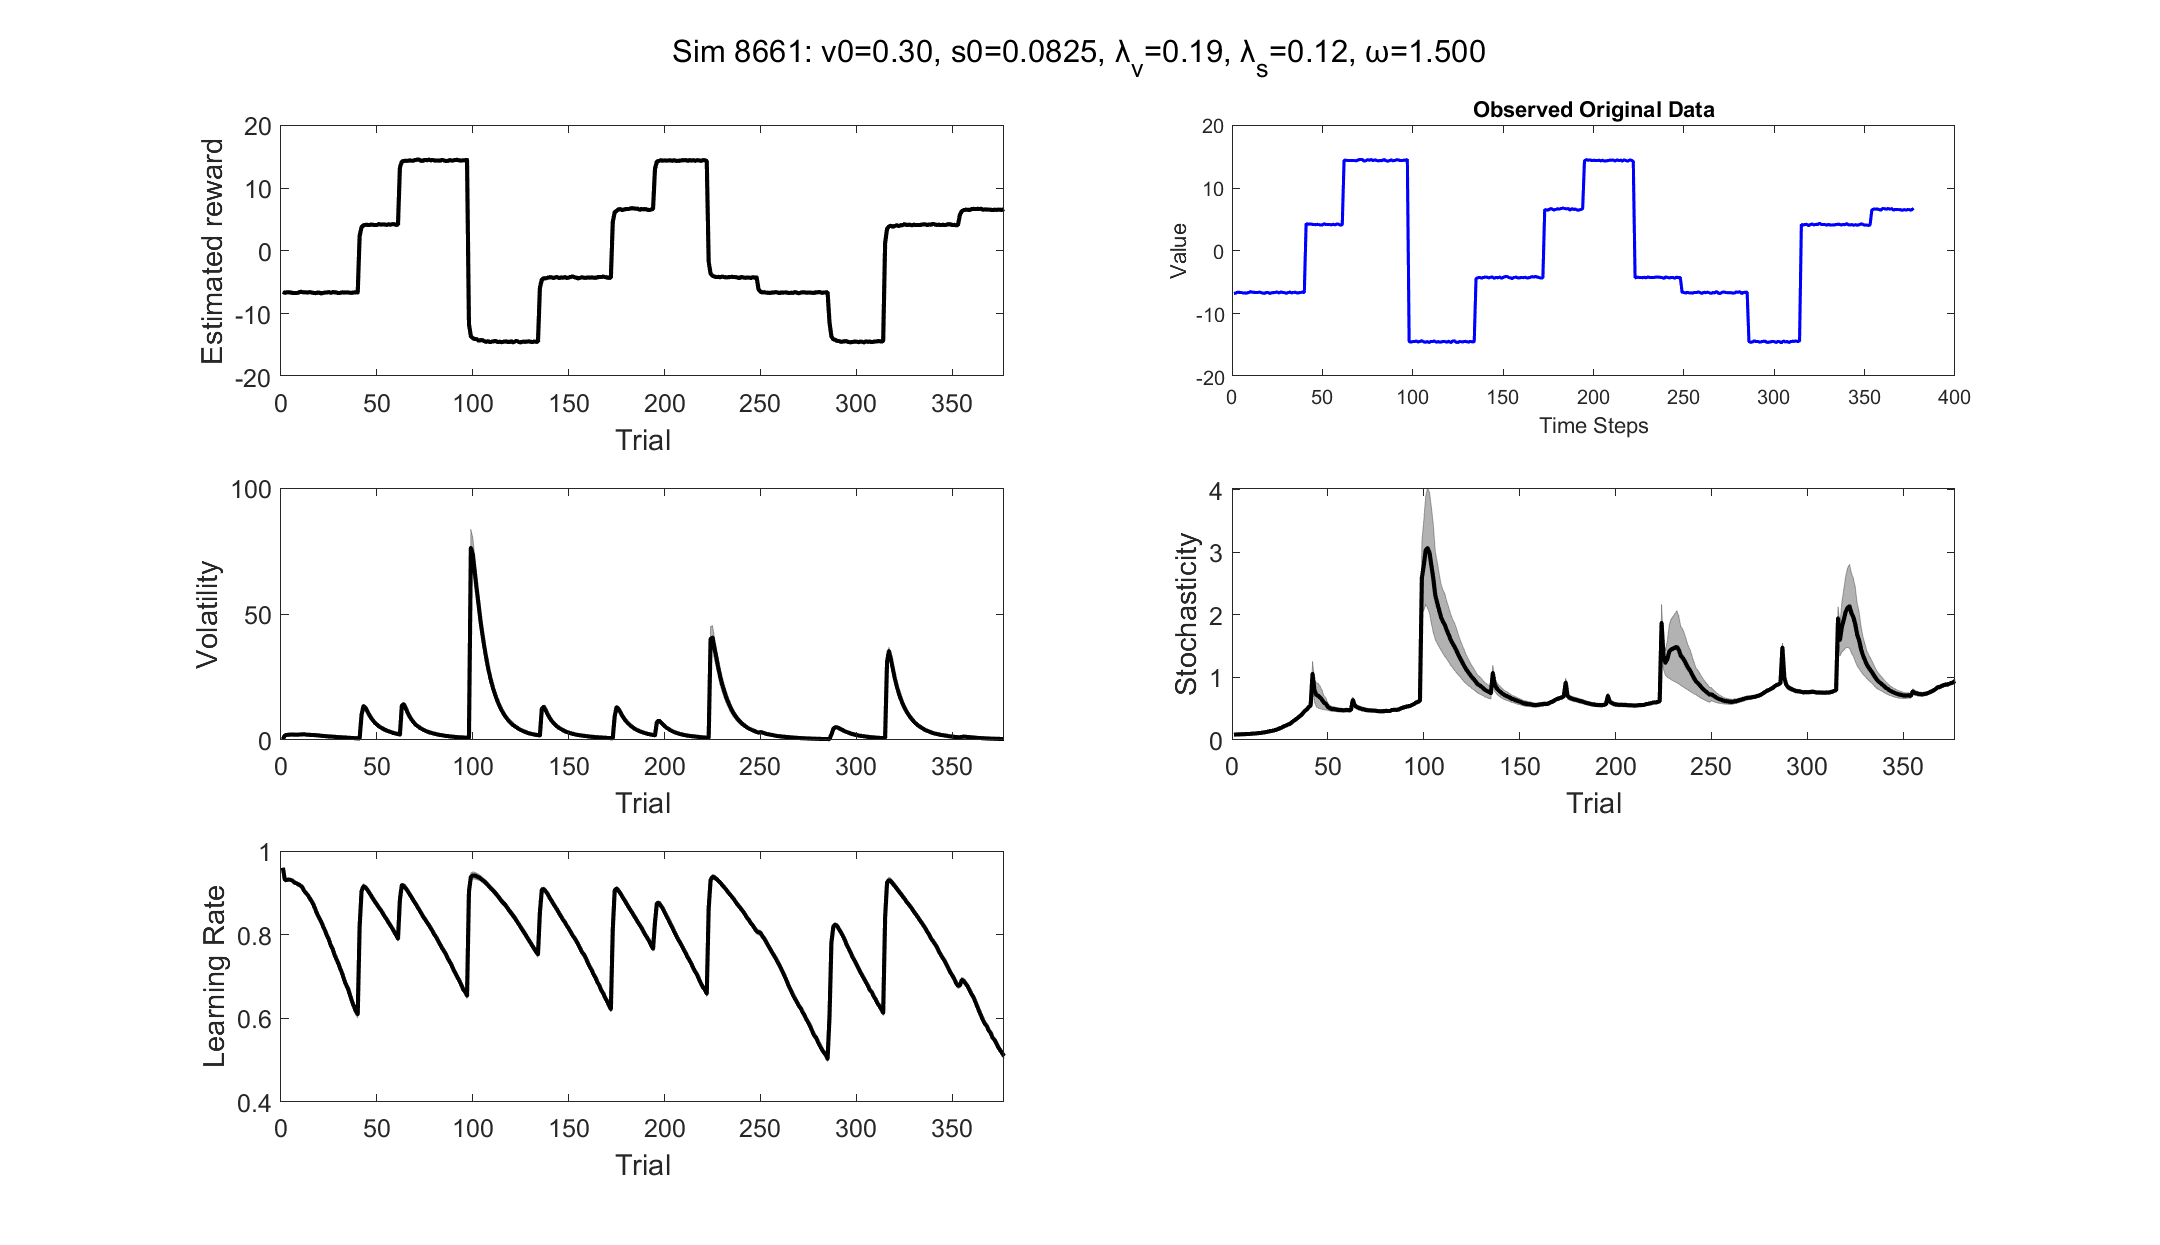 Sim 8661: v0=0.30, s0=0.0825, λv=0.19, λs=0.12, ω=1.500
Estimated reward
20
10
0
-10
-20
0 50 100 150 200 250 300 350
Trial
Observed Original Data
Value
20
10
0
-10
-20
0 50 100 150 200 250 300 350 400
Time Steps
Volatility
100
50
0
0 50 100 150 200 250 300 350
Trial
Stochasticity
4
3
2
1
0
0 50 100 150 200 250 300 350
Trial
Learning Rate
1
0.8
0.6
0.4
0 50 100 150 200 250 300 350
Trial